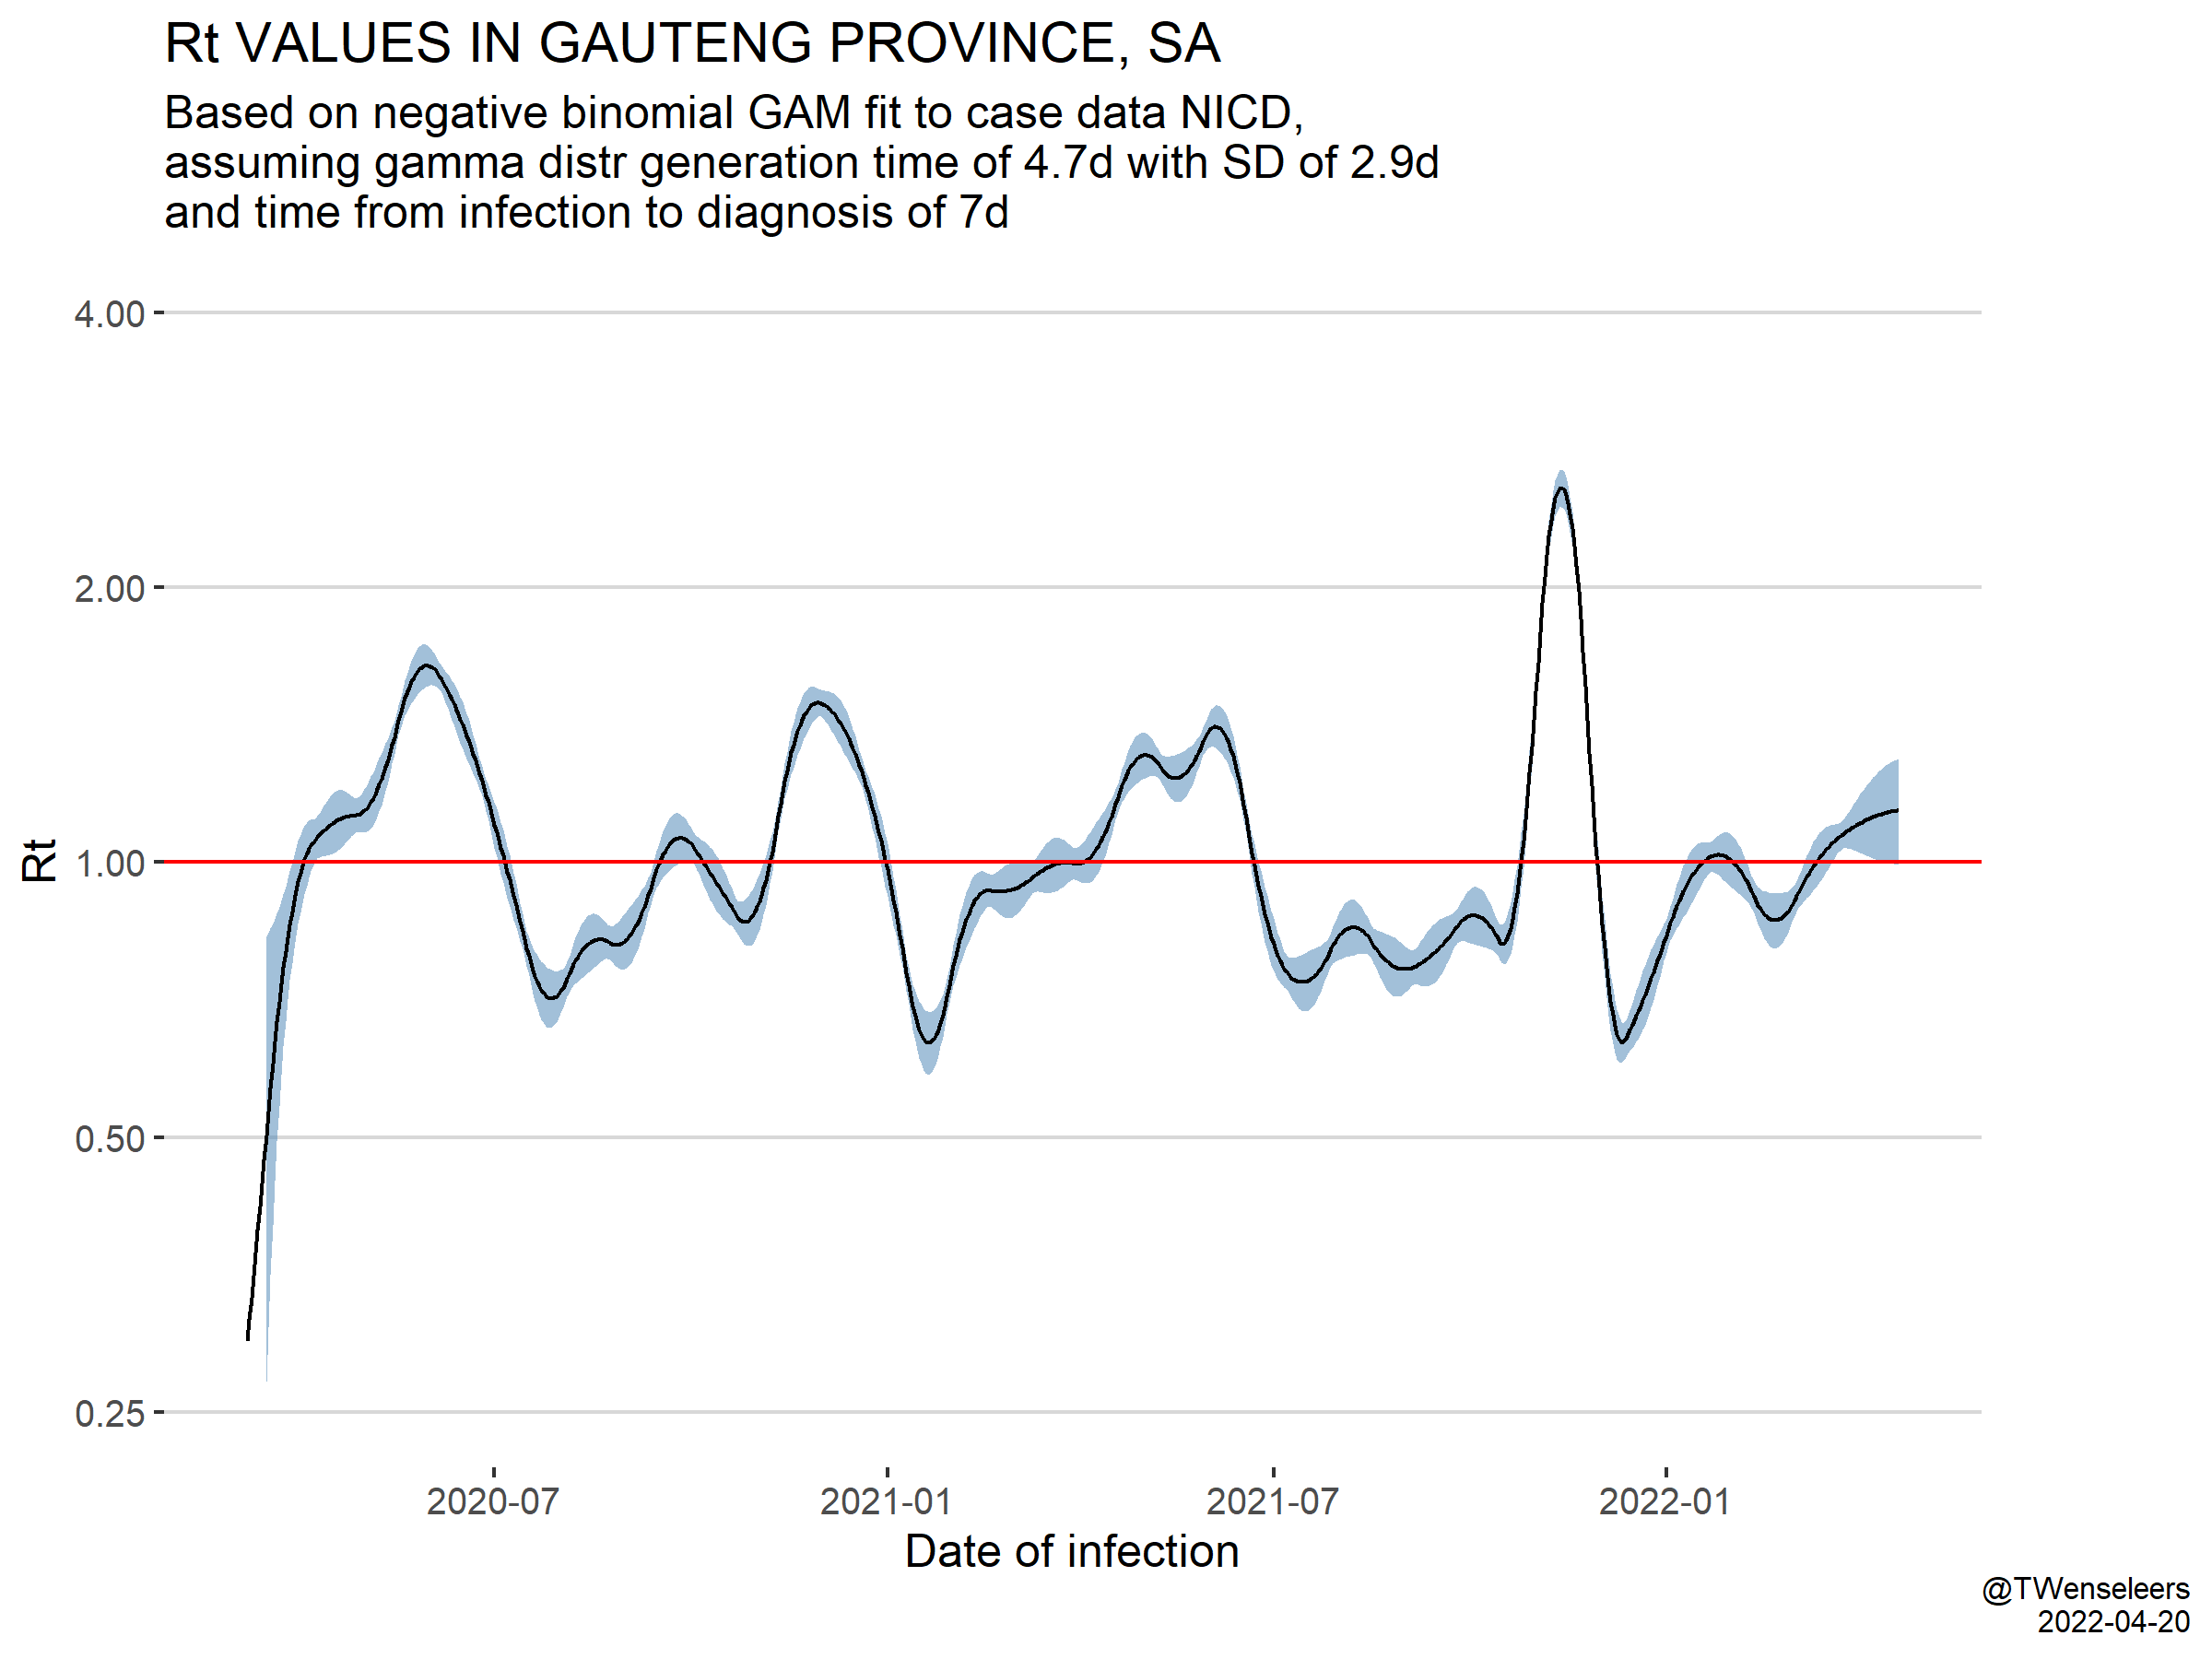 Rt VALUES IN GAUTENG PROVINCE, SA
Based on negative binomial GAM fit to case data NICD,
assuming gamma distr generation time of 4.7d with SD of 2.9d
and time from infection to diagnosis of 7d
4.00
2.00
1.00
0.50
0.25
Rt
2020-07 2021-01 2021-07 2022-01
Date of infection
@TWenseleers
2022-04-20